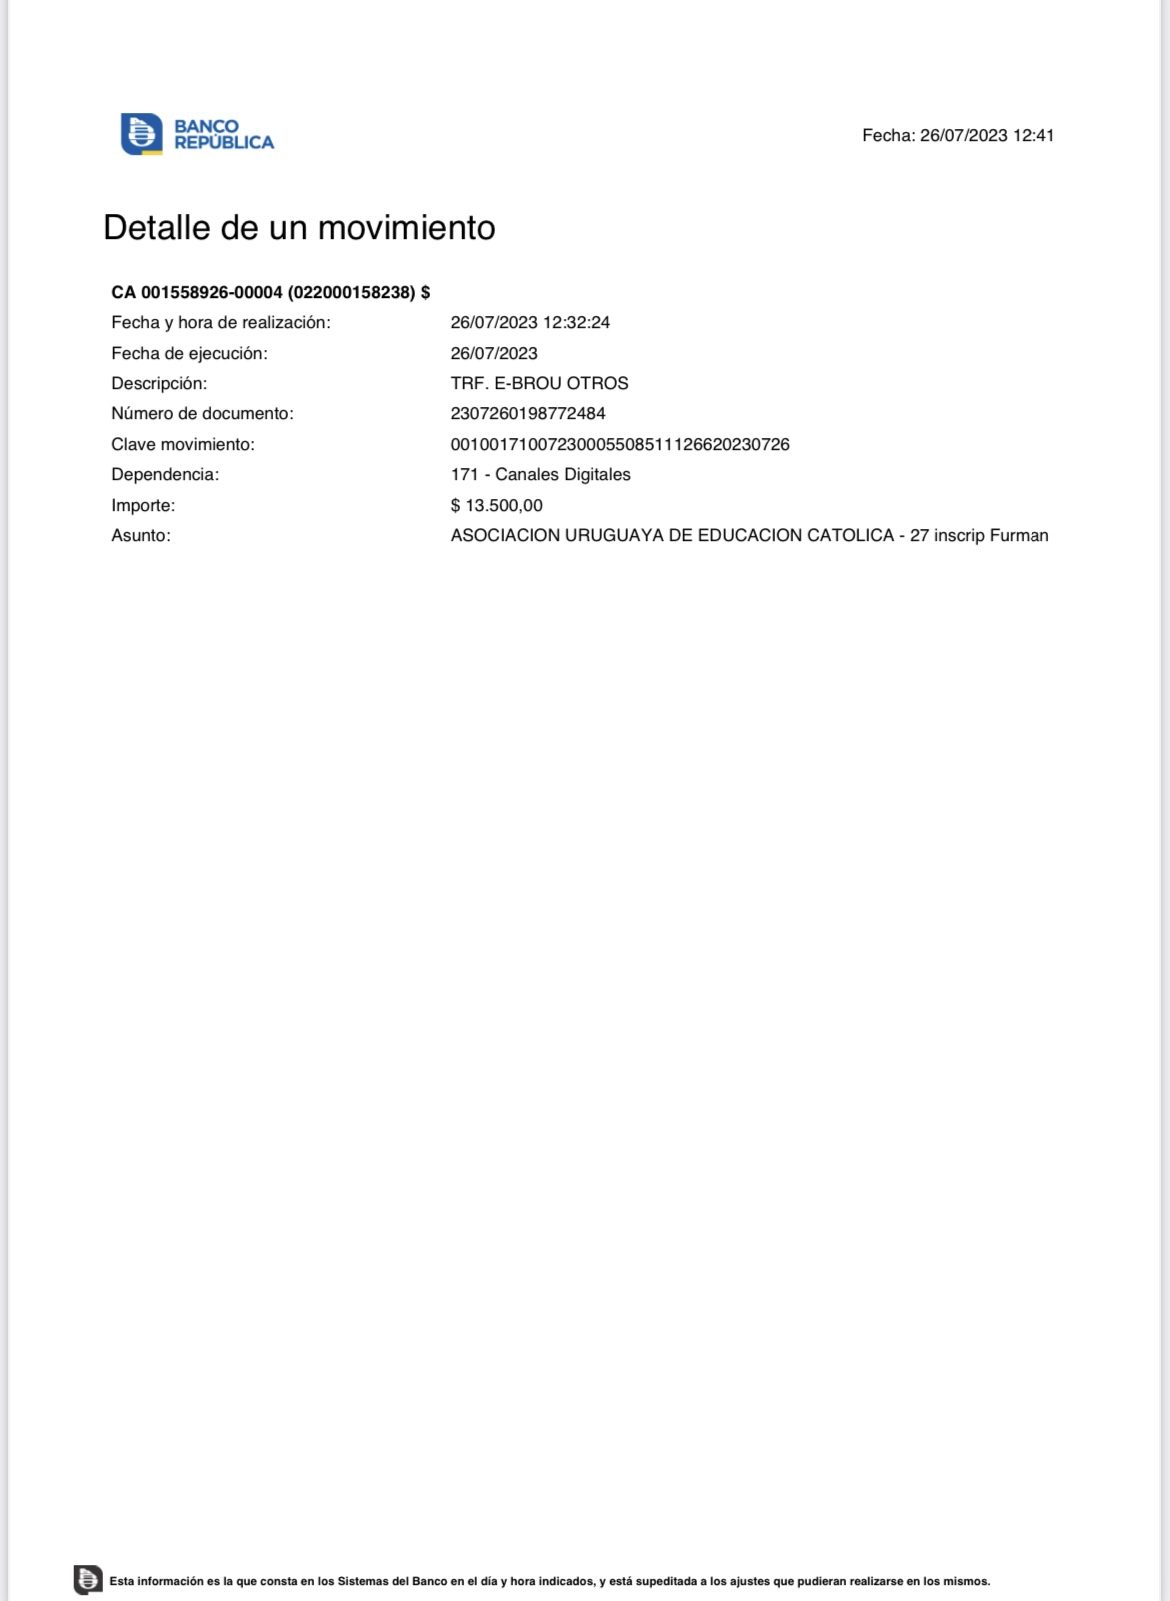 BANCO
REPÚBLICA
Fecha: 26/07/2023 12:41
Detalle de un movimiento
CA 001558926-00004 (022000158238) $
Fecha y hora de realización: 26/07/2023 12:32:24
Fecha de ejecución: 26/07/2023
Descripción: TRF. E-BROU OTROS
Número de documento: 2307260198772484
Clave movimiento: 00100171007230005508511126620230726
Dependencia: 171 - Canales Digitales
Importe: $ 13.500,00
Asunto: ASOCIACION URUGUAYA DE EDUCACION CATOLICA - 27 inscrip Furman
Esta información es la que consta en los Sistemas del Banco en el día y hora indicados, y está supeditada a los ajustes que pudieran realizarse en los mismos.